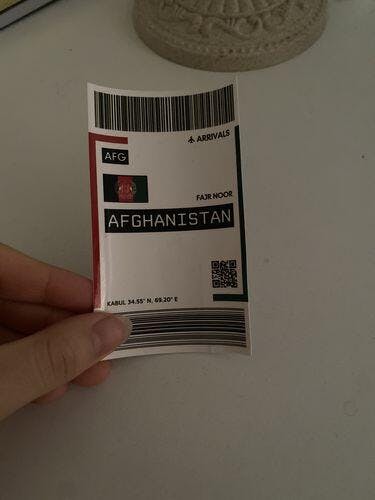 ARRIVALS
AFG
FAJR NOOR
AFGHANISTAN
KABUL 34.55° N, 69.20° E